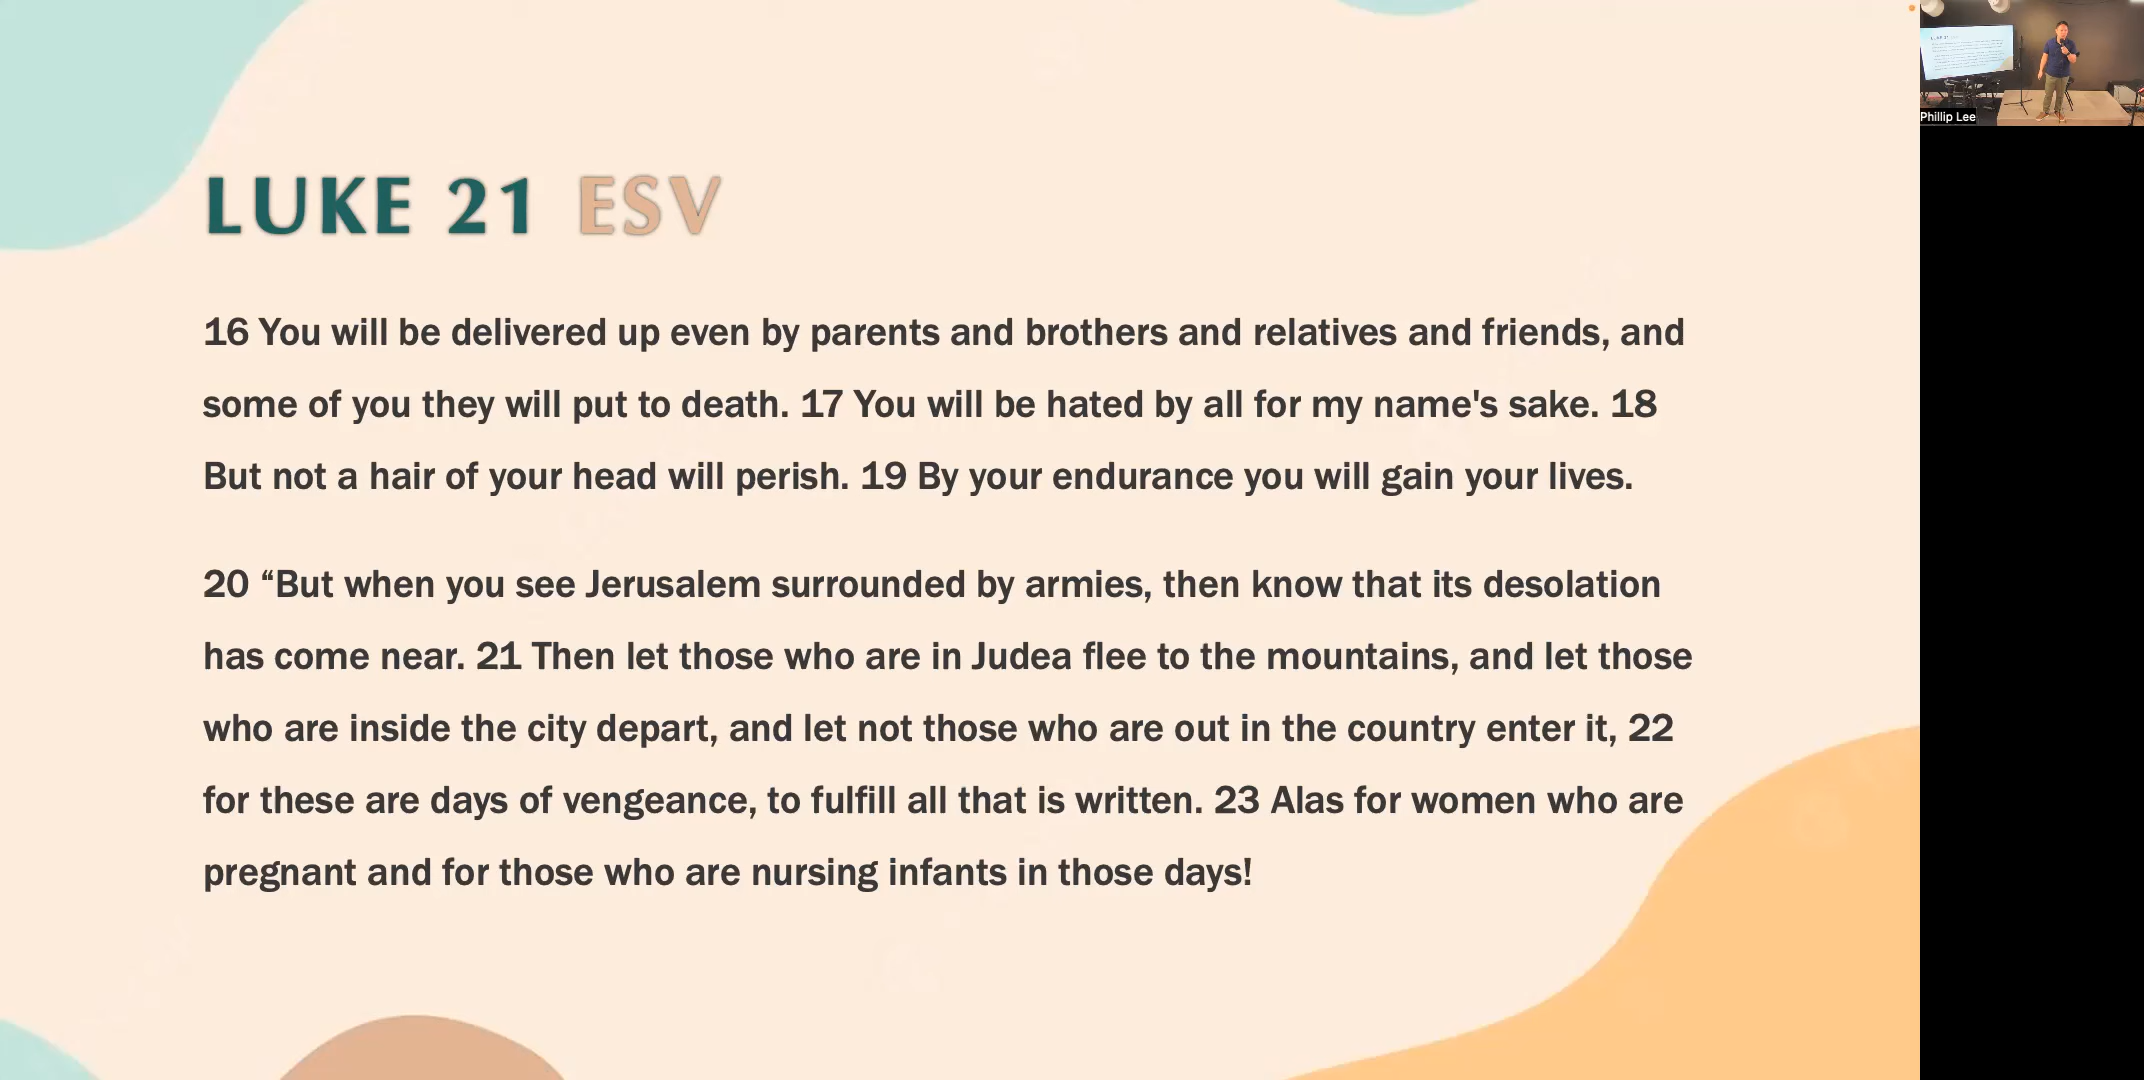 LUKE 21 ESV
16 You will be delivered up even by parents and brothers and relatives and friends, and
some of you they will put to death. 17 You will be hated by all for my name's sake. 18
But not a hair of your head will perish. 19 By your endurance you will gain your lives.
20 “But when you see Jerusalem surrounded by armies, then know that its desolation
has come near. 21 Then let those who are in Judea flee to the mountains, and let those
who are inside the city depart, and let not those who are out in the country enter it, 22
for these are days of vengeance, to fulfill all that is written. 23 Alas for women who are
pregnant and for those who are nursing infants in those days!
Phillip Lee